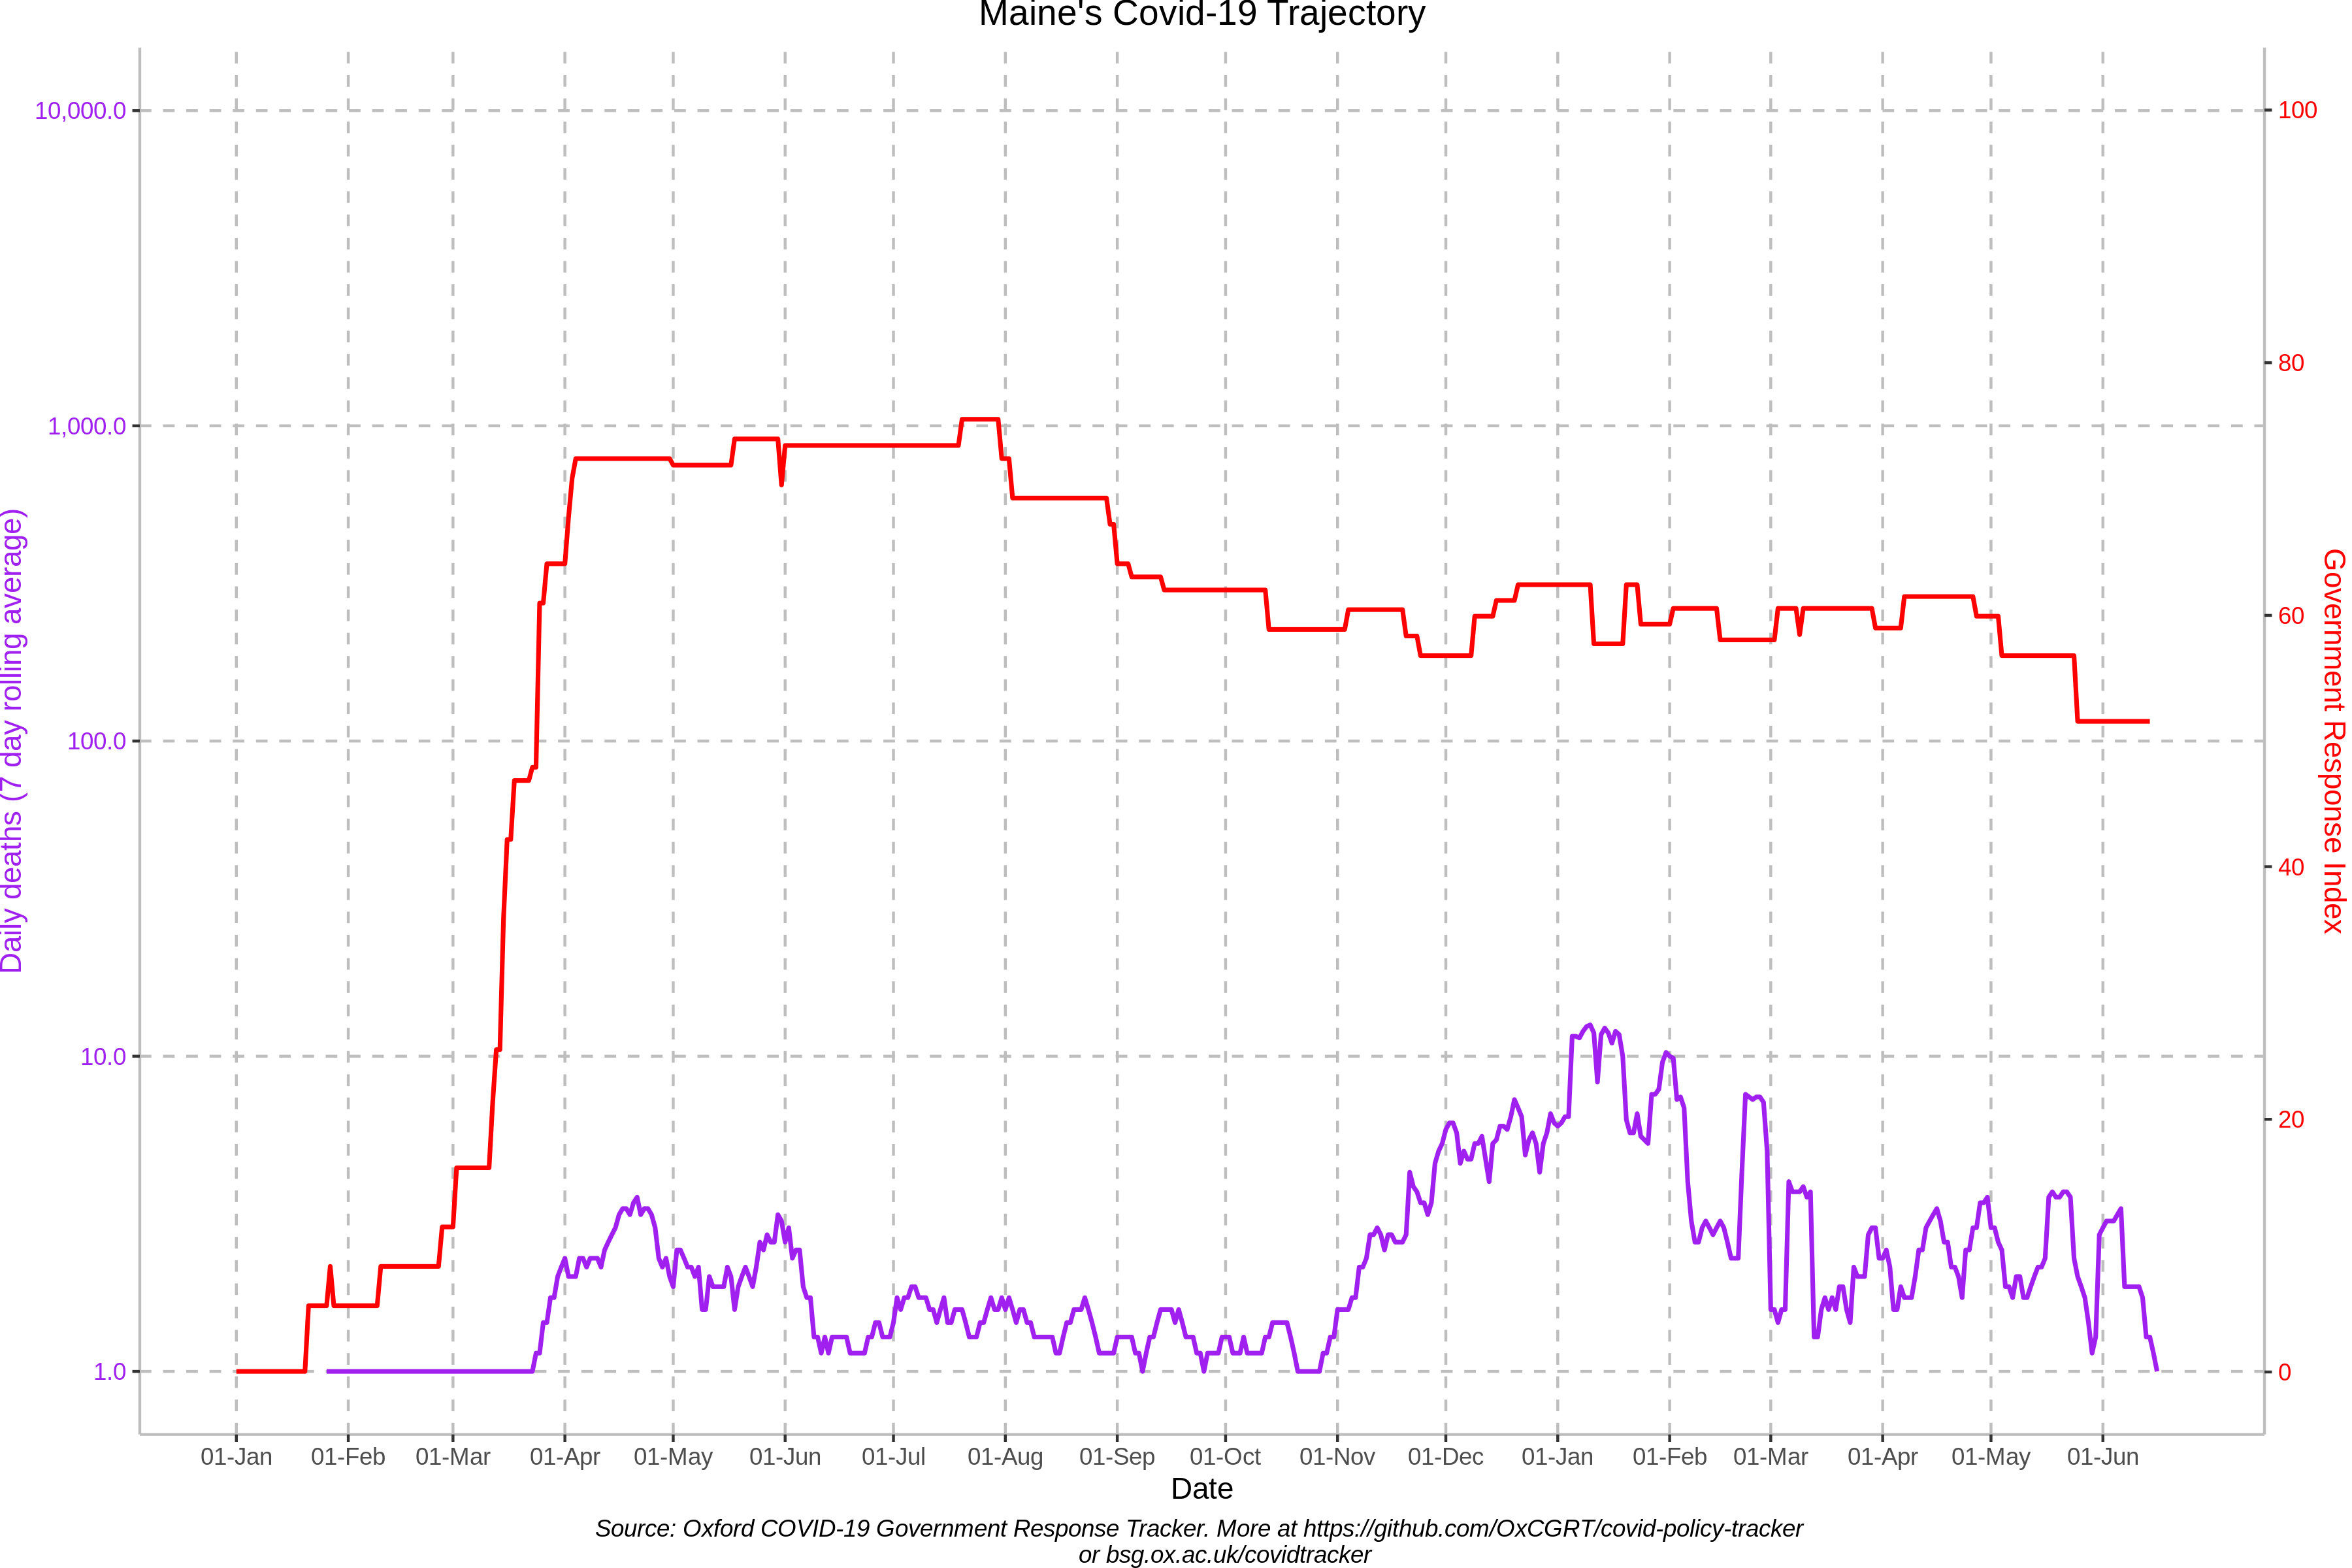 Maine's Covid-19 Trajectory
10,000.0
1,000.0
100.0
10.0
1.0
Daily deaths (7 day rolling average)
100
80
60
40
20
0
Government Response Index
01-Jan 01-Feb 01-Mar 01-Apr 01-May 01-Jun 01-Jul 01-Aug 01-Sep 01-Oct 01-Nov 01-Dec 01-Jan 01-Feb 01-Mar 01-Apr 01-May 01-Jun
Date
Source: Oxford COVID-19 Government Response Tracker. More at https://github.com/OxCGRT/covid-policy-tracker
or bsg.ox.ac.uk/covidtracker